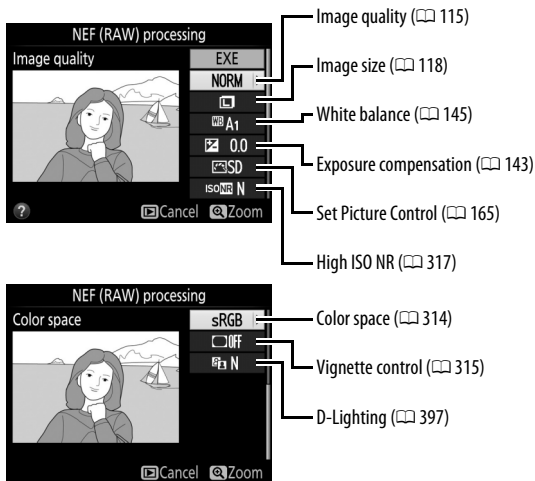 NEF (RAW) processing
Image quality
EXE
NORM
L
WB A1
0.0
SD
ISO NR N
? Cancel Zoom
Image quality (115)
Image size (118)
White balance (145)
Exposure compensation (143)
Set Picture Control (165)
High ISO NR (317)
NEF (RAW) processing
Color space
sRGB
OFF
N
Cancel Zoom
Color space (314)
Vignette control (315)
D-Lighting (397)